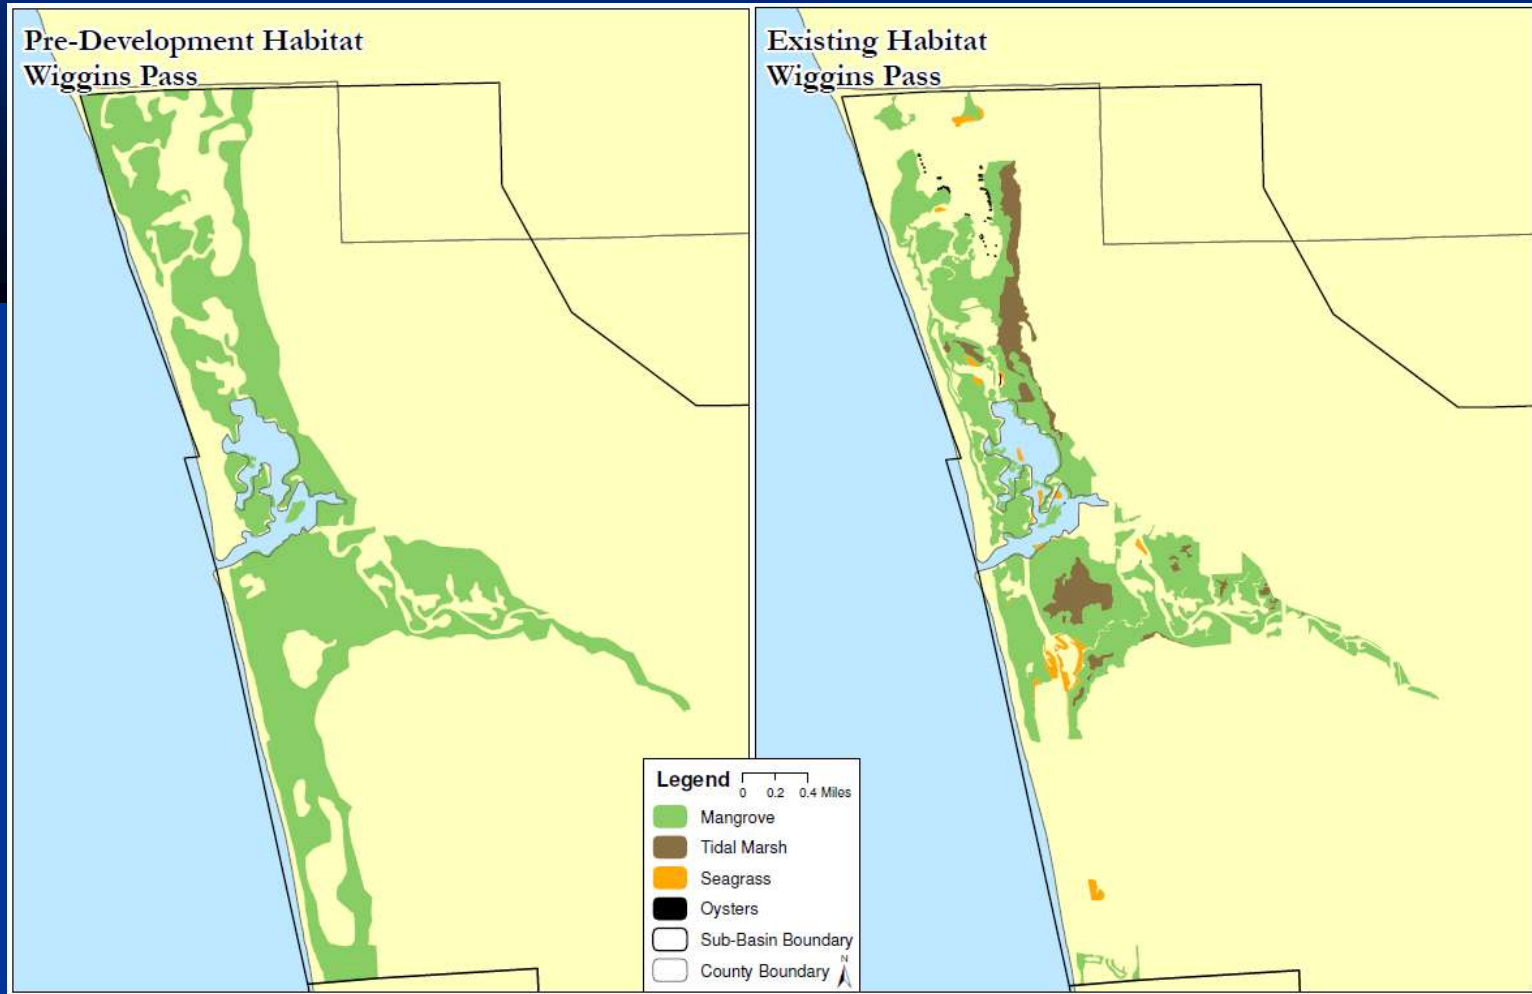 Pre-Development Habitat
Wiggins Pass
Existing Habitat
Wiggins Pass
Legend
0 0.2 0.4 Miles
Mangrove
Tidal Marsh
Seagrass
Oysters
Sub-Basin Boundary
County Boundary
N